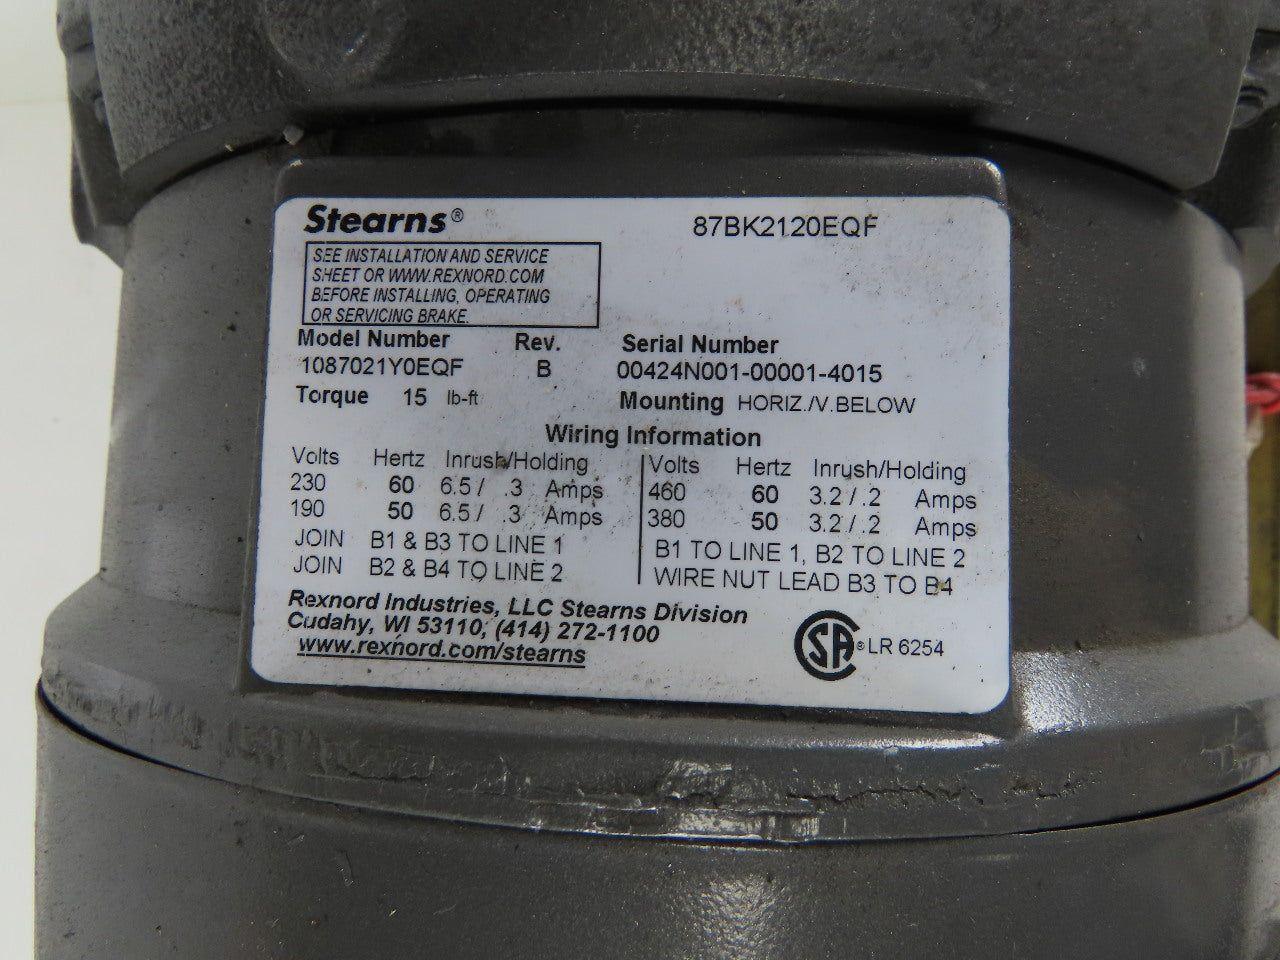 Stearns® 87BK2120EQF
SEE INSTALLATION AND SERVICE
SHEET OR WWW.REXNORD.COM
BEFORE INSTALLING, OPERATING
OR SERVICING BRAKE.
Model Number Rev. Serial Number
1087021Y0EQF B 00424N001-00001-4015
Torque 15 lb-ft Mounting HORIZ./V.BELOW
Wiring Information
Volts Hertz Inrush/Holding Volts Hertz Inrush/Holding
230 60 6.5 / .3 Amps 460 60 3.2 / .2 Amps
190 50 6.5 / .3 Amps 380 50 3.2 / .2 Amps
JOIN B1 & B3 TO LINE 1 B1 TO LINE 1, B2 TO LINE 2
JOIN B2 & B4 TO LINE 2 WIRE NUT LEAD B3 TO B4
Rexnord Industries, LLC Stearns Division
Cudahy, WI 53110, (414) 272-1100
www.rexnord.com/stearns
CSA® LR 6254